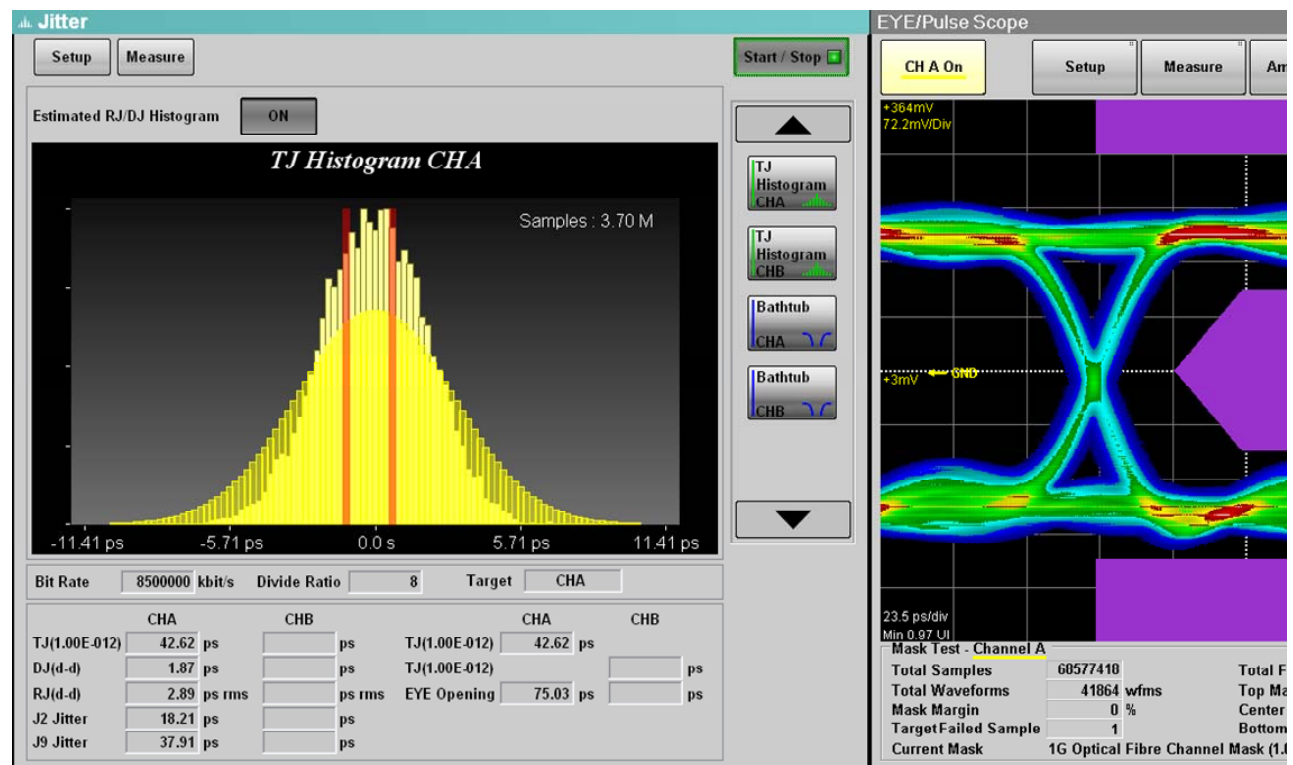 Jitter
Setup
Measure
Start / Stop
Estimated RJ/DJ Histogram
ON
TJ Histogram CHA
Samples : 3.70 M
-11.41 ps -5.71 ps 0.0 s 5.71 ps 11.41 ps
TJ
Histogram
CHA
TJ
Histogram
CHB
Bathtub
CHA
Bathtub
CHB
Bit Rate 8500000 kbit/s Divide Ratio 8 Target CHA
CHA CHB CHA CHB
TJ(1.00E-012) 42.62 ps ps TJ(1.00E-012) 42.62 ps
DJ(d-d) 1.87 ps ps TJ(1.00E-012) ps
RJ(d-d) 2.89 ps rms ps rms EYE Opening 75.03 ps ps
J2 Jitter 18.21 ps ps
J9 Jitter 37.91 ps ps
EYE/Pulse Scope
CH A On
Setup
Measure
Am
+364mV
72.2mV/Div
+3mV GND
23.5 ps/div
Min 0.97 UI
Mask Test - Channel A
Total Samples 60577410 Total F
Total Waveforms 41864 wfms Top Ma
Mask Margin 0 % Center
TargetFailed Sample 1 Bottom
Current Mask 1G Optical Fibre Channel Mask (1.